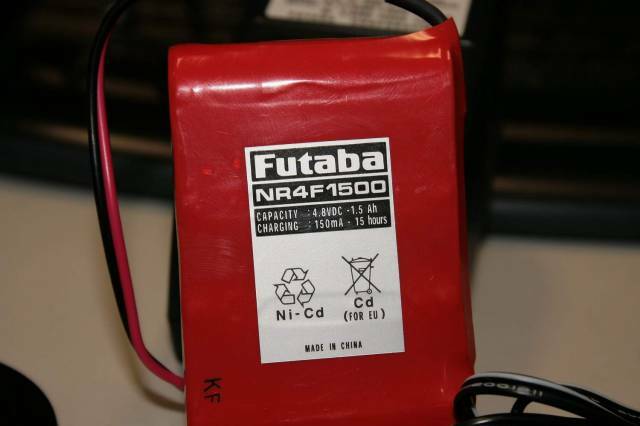 Futaba
NR4F1500
CAPACITY : 4.8VDC - 1.5 Ah
CHARGING : 150mA - 15 hours
Ni-Cd
Cd
(FOR EU)
MADE IN CHINA
KF